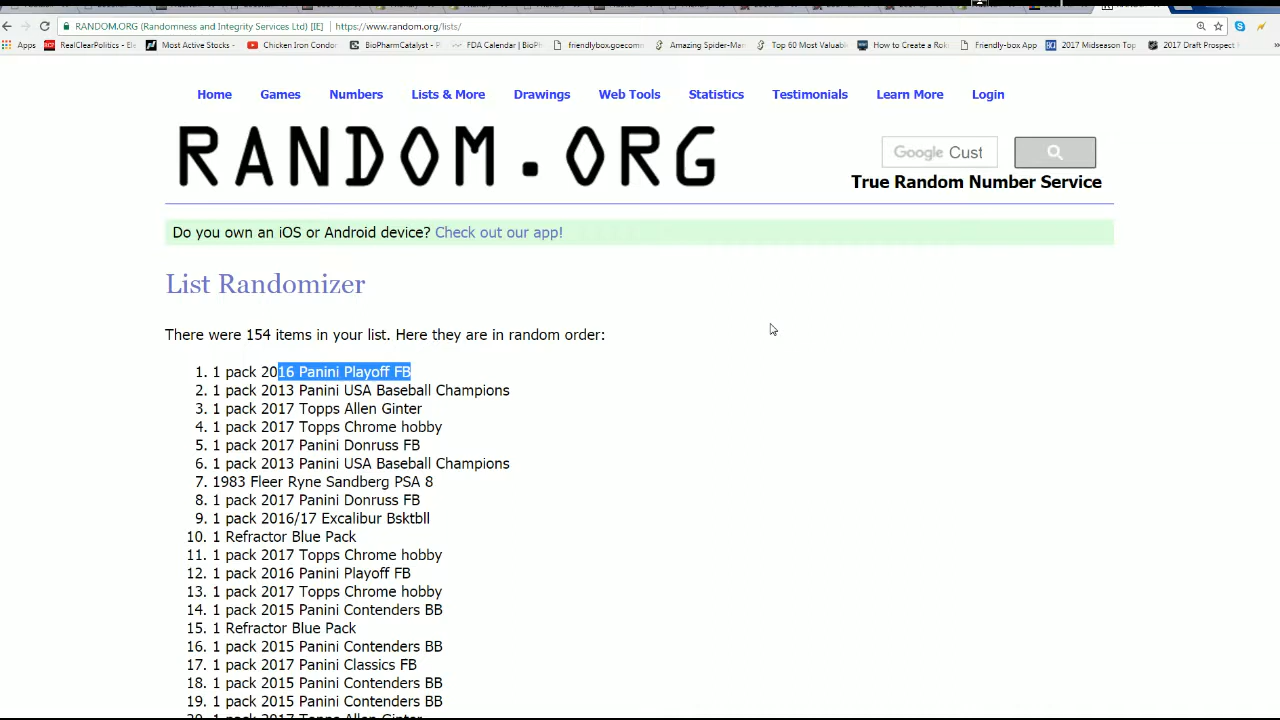 RANDOM.ORG (Randomness and Integrity Services Ltd) [IE] https://www.random.org/lists/
Apps RealClearPolitics - Ele Most Active Stocks - Chicken Iron Condor BioPharmCatalyst - P FDA Calendar | BioPh friendlybox.goecomm Amazing Spider-Man Top 60 Most Valuabl How to Create a Rok Friendly-box App 2017 Midseason Top 2017 Draft Prospect
Home Games Numbers Lists & More Drawings Web Tools Statistics Testimonials Learn More Login
RANDOM.ORG
Google Cust
True Random Number Service
Do you own an iOS or Android device? Check out our app!
List Randomizer
There were 154 items in your list. Here they are in random order:
1. 1 pack 2016 Panini Playoff FB
2. 1 pack 2013 Panini USA Baseball Champions
3. 1 pack 2017 Topps Allen Ginter
4. 1 pack 2017 Topps Chrome hobby
5. 1 pack 2017 Panini Donruss FB
6. 1 pack 2013 Panini USA Baseball Champions
7. 1983 Fleer Ryne Sandberg PSA 8
8. 1 pack 2017 Panini Donruss FB
9. 1 pack 2016/17 Excalibur Bsktbll
10. 1 Refractor Blue Pack
11. 1 pack 2017 Topps Chrome hobby
12. 1 pack 2016 Panini Playoff FB
13. 1 pack 2017 Topps Chrome hobby
14. 1 pack 2015 Panini Contenders BB
15. 1 Refractor Blue Pack
16. 1 pack 2015 Panini Contenders BB
17. 1 pack 2017 Panini Classics FB
18. 1 pack 2015 Panini Contenders BB
19. 1 pack 2015 Panini Contenders BB
20. 1 pack 2017 Topps Allen Ginter